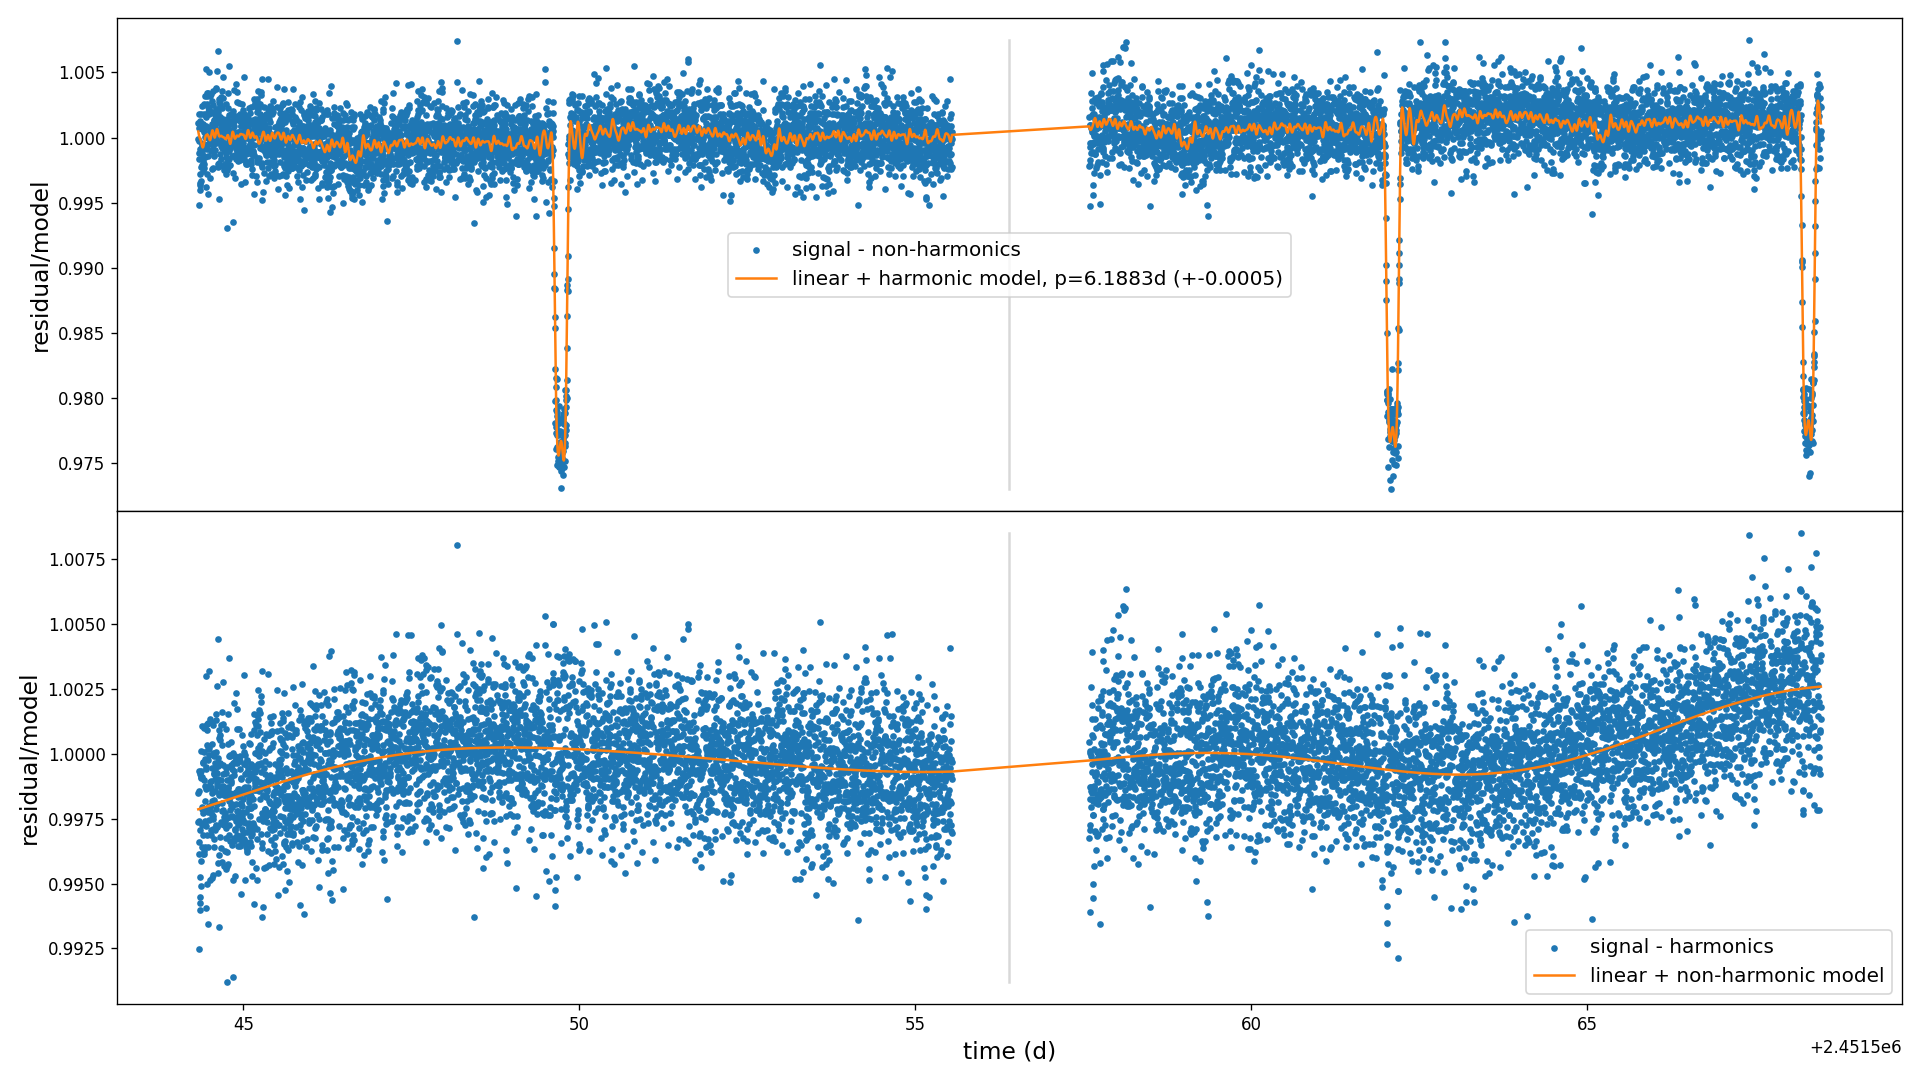 residual/model
1.005
1.000
0.995
0.990
0.985
0.980
0.975
signal - non-harmonics
linear + harmonic model, p=6.1883d (+-0.0005)
residual/model
1.0075
1.0050
1.0025
1.0000
0.9975
0.9950
0.9925
signal - harmonics
linear + non-harmonic model
45
50
55
60
65
time (d)
+2.4515e6